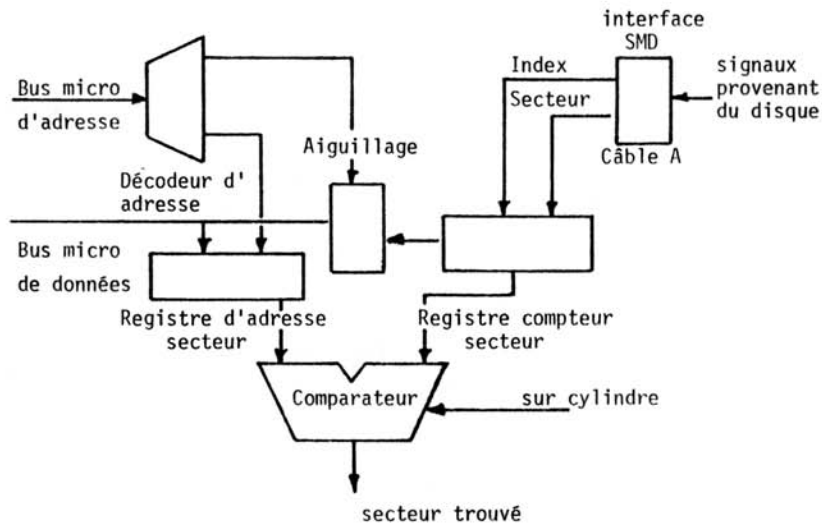 interface
SMD
Index
signaux
provenant
du disque
Bus micro
d'adresse
Secteur
Aiguillage
Câble A
Décodeur d'
adresse
Bus micro
de données
Registre d'adresse
secteur
Registre compteur
secteur
Comparateur
sur cylindre
secteur trouvé